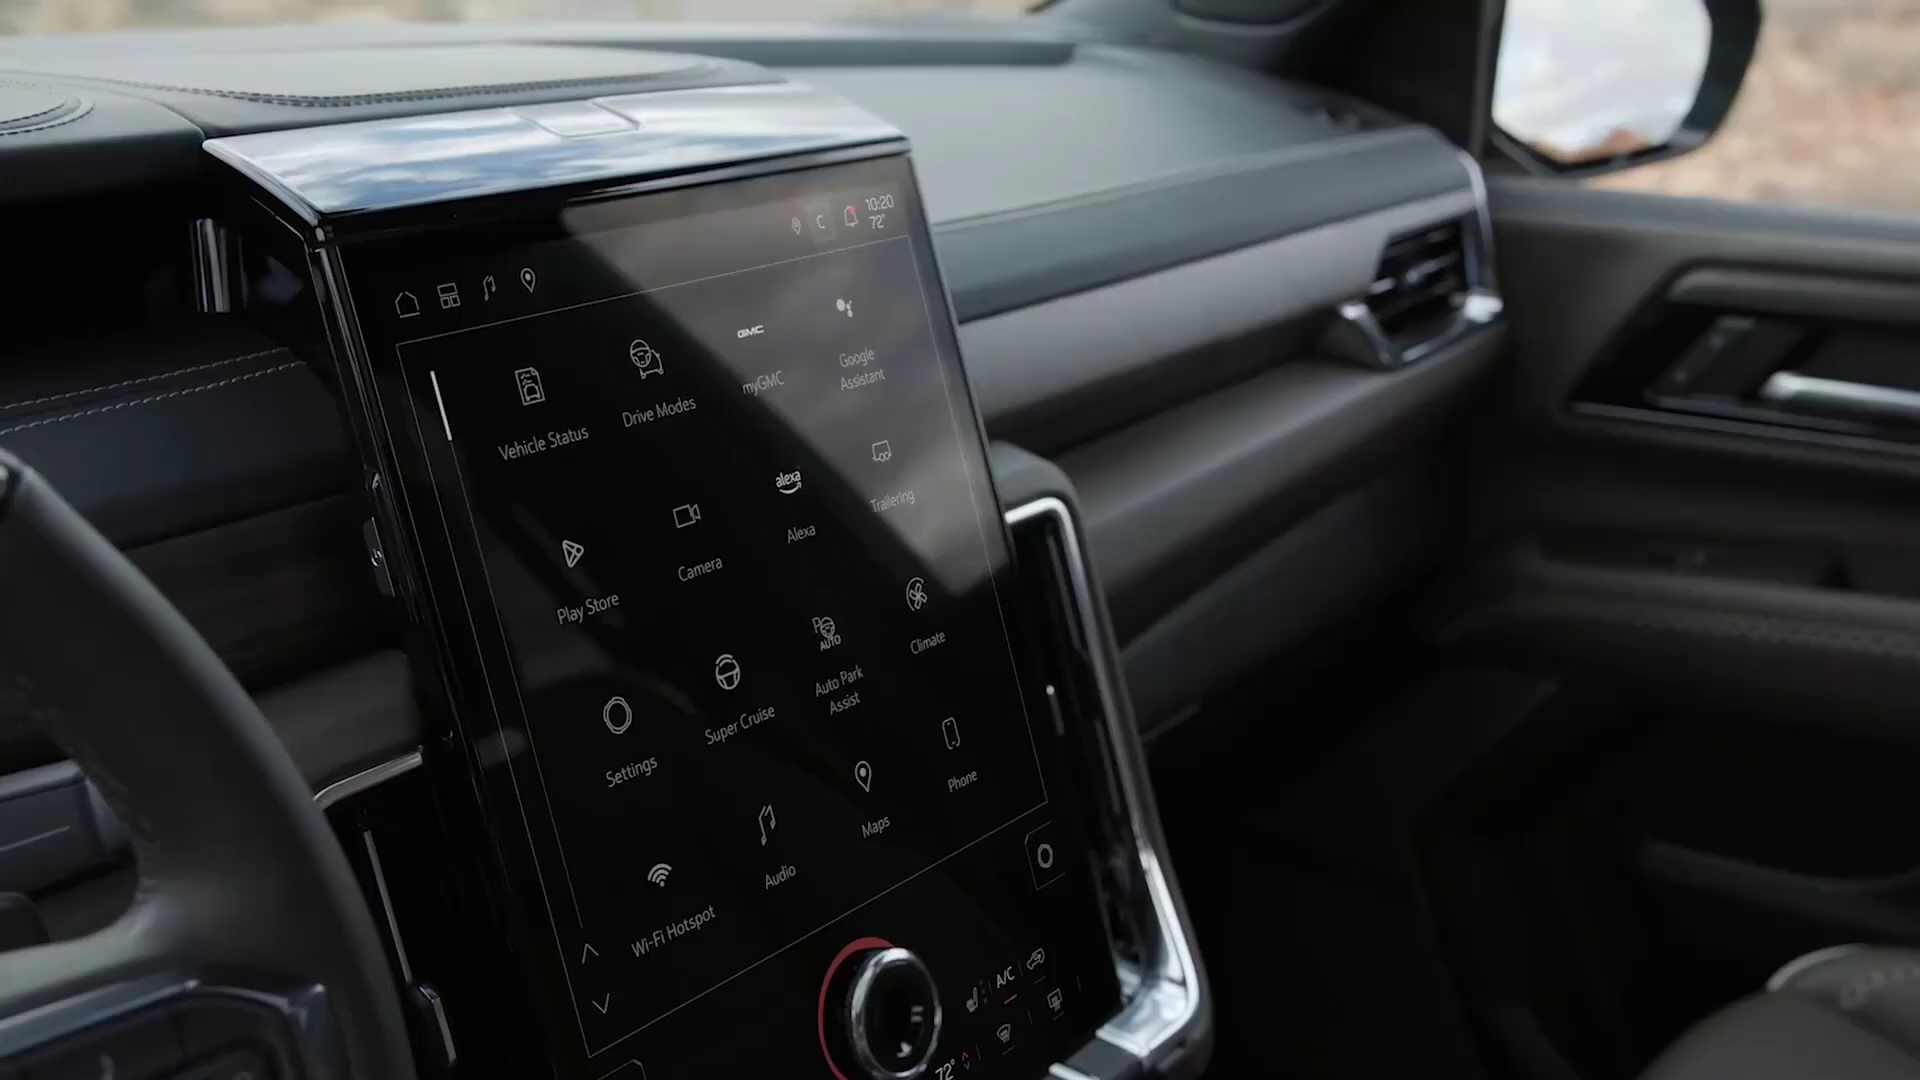 C
10:20
72°
Vehicle Status
Drive Modes
GMC
myGMC
Google
Assistant
Play Store
Camera
alexa
Alexa
Trailering
Settings
Super Cruise
AUTO
Auto Park
Assist
Climate
Wi-Fi Hotspot
Audio
Maps
Phone
A/C
72°